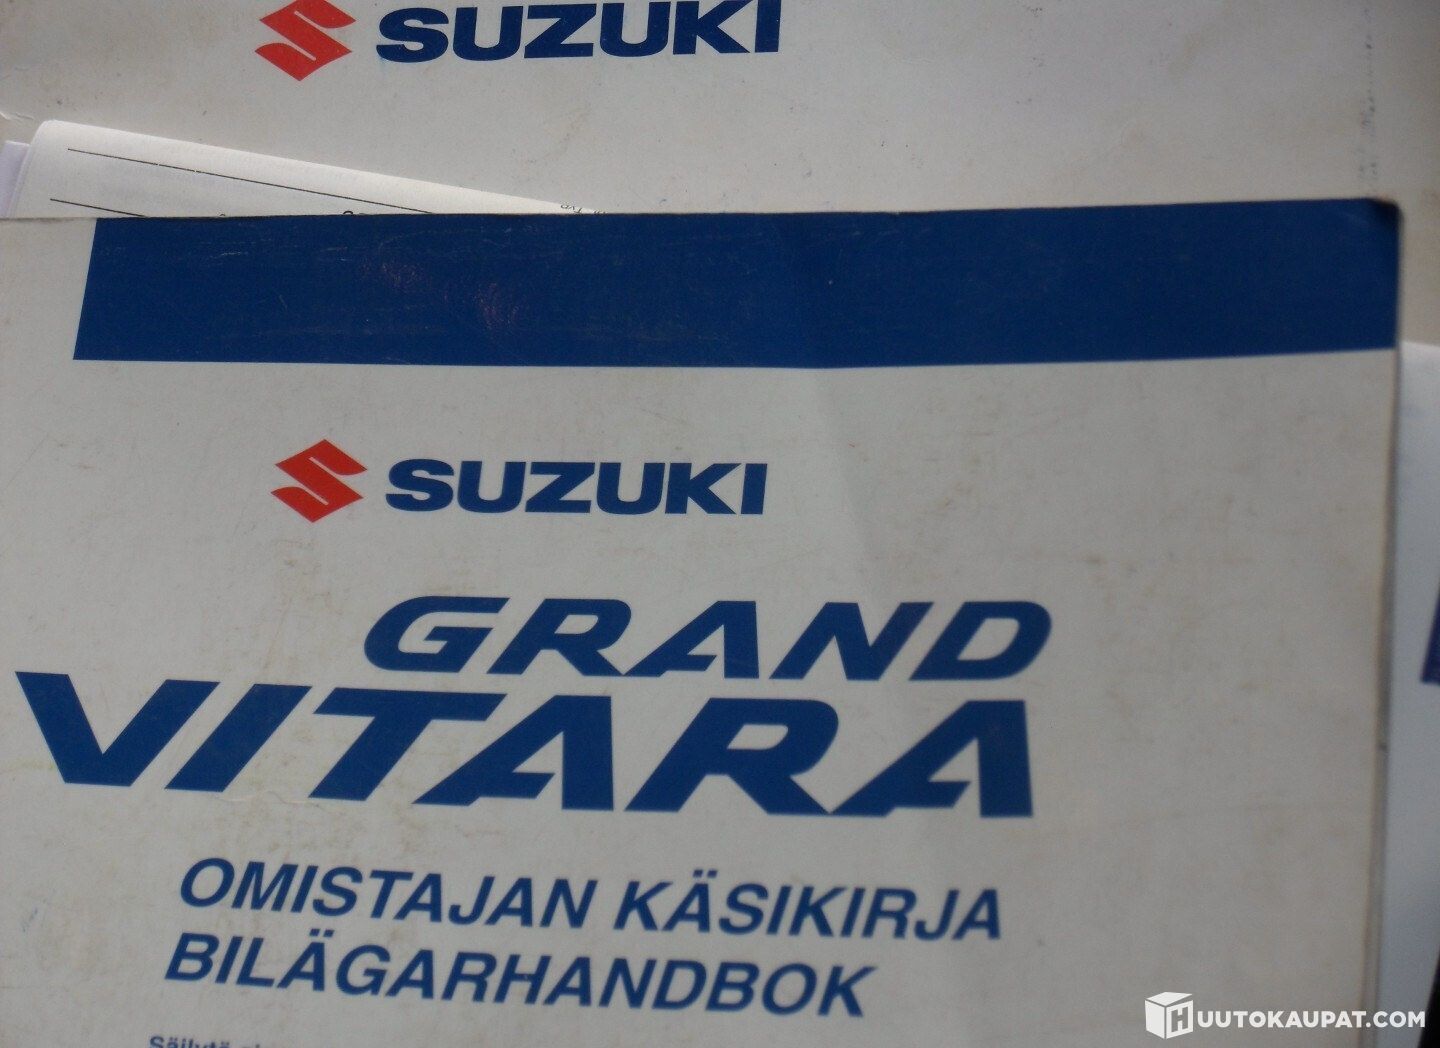 SUZUKI
SUZUKI
GRAND
VITARA
OMISTAJAN KÄSIKIRJA
BILÄGARHANDBOK
HUUTOKAUPAT.COM